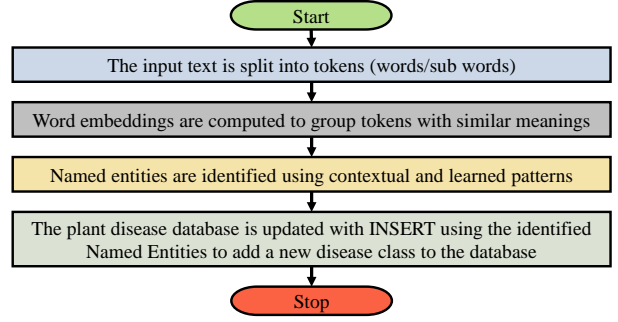 Start
The input text is split into tokens (words/sub words)
Word embeddings are computed to group tokens with similar meanings
Named entities are identified using contextual and learned patterns
The plant disease database is updated with INSERT using the identified
Named Entities to add a new disease class to the database
Stop